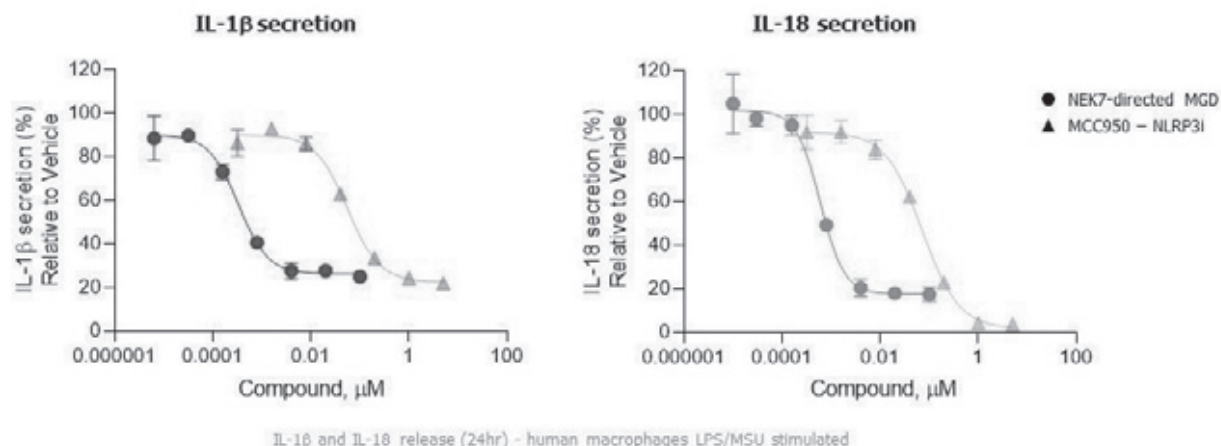 IL-1β secretion
IL-1β secretion (%)
Relative to Vehicle
120
100
80
60
40
20
0
0.000001
0.0001
0.01
1
100
Compound, μM
IL-18 secretion
IL-18 secretion (%)
Relative to Vehicle
120
100
80
60
40
20
0
0.000001
0.0001
0.01
1
100
Compound, μM
NEK7-directed MGD
MCC950 – NLRP3i
IL-1β and IL-18 release (24hr) - human macrophages LPS/MSU stimulated